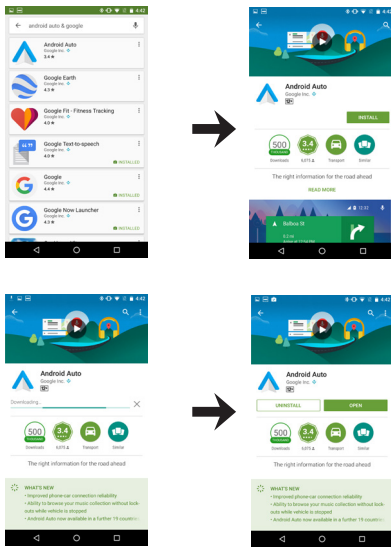 4:42
android auto & google
Android Auto
Google Inc.
3.4 ★
Google Earth
Google Inc.
4.3 ★
Google Fit - Fitness Tracking
Google Inc.
4.0 ★
Google Text-to-speech
Google Inc.
4.0 ★
INSTALLED
Google
Google Inc.
4.4 ★
INSTALLED
Google Now Launcher
Google Inc.
4.3 ★
INSTALLED
4:42
Android Auto
Google Inc.
12+
INSTALL
500
THOUSAND
Downloads
3.4
Transport
Similar
The right information for the road ahead
READ MORE
12:02
Balboa St
4:42
Android Auto
Google Inc.
12+
Downloading...
500
THOUSAND
Downloads
3.4
Transport
Similar
The right information for the road ahead
WHAT'S NEW
• Improved phone-car connection reliability
• Ability to browse your music collection without lock-
outs while vehicle is stopped
• Android Auto now available in a further 19 countries
4:42
Android Auto
Google Inc.
12+
UNINSTALL
OPEN
500
THOUSAND
Downloads
3.4
Transport
Similar
The right information for the road ahead
WHAT'S NEW
• Improved phone-car connection reliability
• Ability to browse your music collection without lock-
outs while vehicle is stopped
• Android Auto now available in a further 19 countries